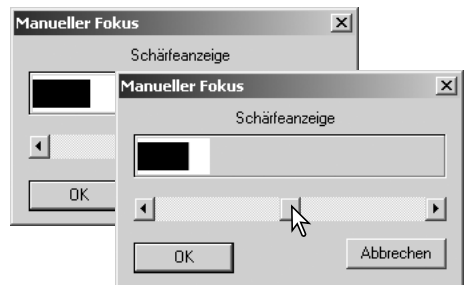 Manueller Fokus
Schärfeanzeige
OK
Manueller Fokus
Schärfeanzeige
OK
Abbrechen